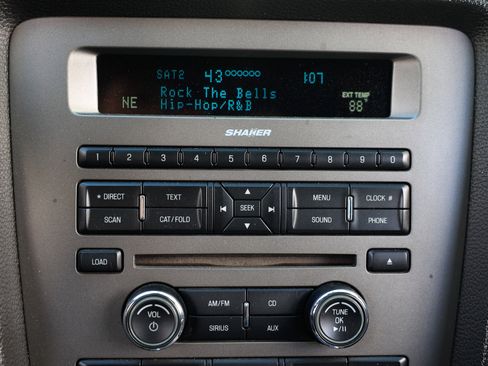 SAT2 43°°°°°° 1:07
Rock The Bells
NE Hip-Hop/R&B EXT TEMP 88°
SHAKER
1 2 3 4 5 6 7 8 9 0
* DIRECT TEXT MENU CLOCK #
SEEK
SCAN CAT/FOLD SOUND PHONE
LOAD
AM/FM CD
VOL TUNE
OK
SIRIUS AUX